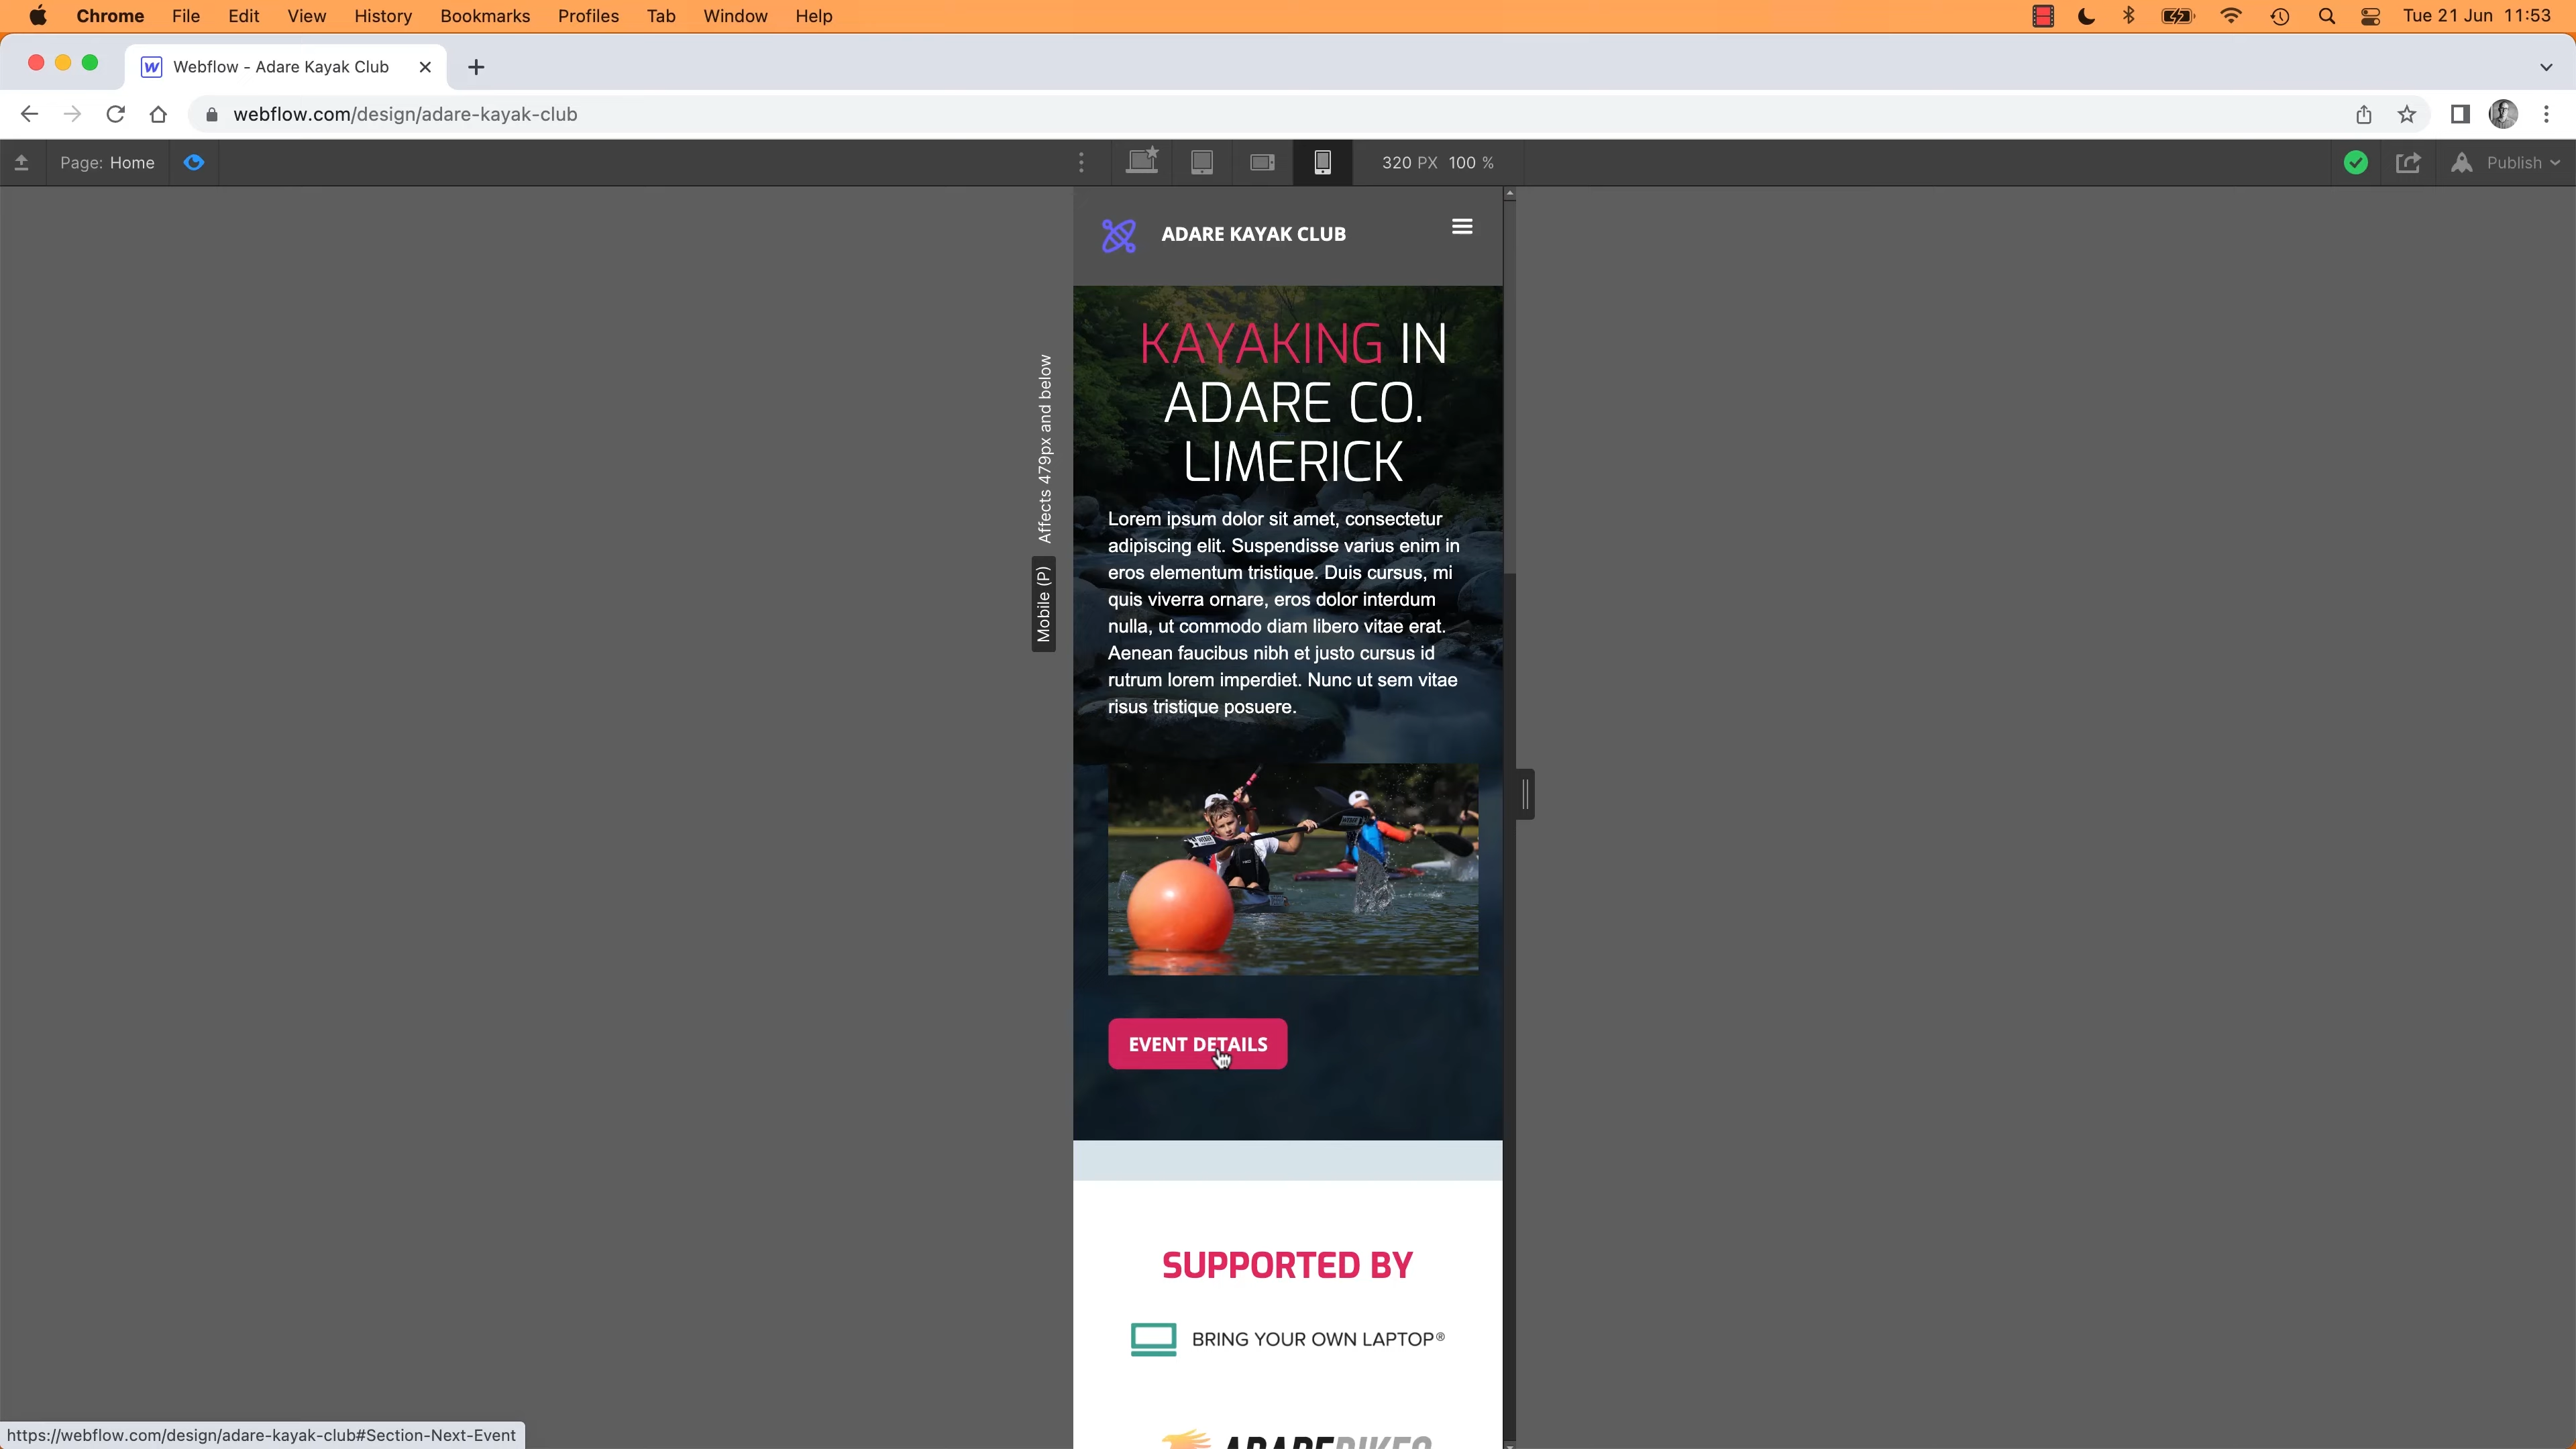 Chrome File Edit View History Bookmarks Profiles Tab Window Help Tue 21 Jun 11:53
Webflow - Adare Kayak Club
webflow.com/design/adare-kayak-club
Page: Home 320 PX 100 % Publish
ADARE KAYAK CLUB
Affects 479px and below
Mobile (P)
KAYAKING IN
ADARE CO.
LIMERICK
Lorem ipsum dolor sit amet, consectetur
adipiscing elit. Suspendisse varius enim in
eros elementum tristique. Duis cursus, mi
quis viverra ornare, eros dolor interdum
nulla, ut commodo diam libero vitae erat.
Aenean faucibus nibh et justo cursus id
rutrum lorem imperdiet. Nunc ut sem vitae
risus tristique posuere.
EVENT DETAILS
SUPPORTED BY
BRING YOUR OWN LAPTOP®
ADAREBIKES
https://webflow.com/design/adare-kayak-club#Section-Next-Event